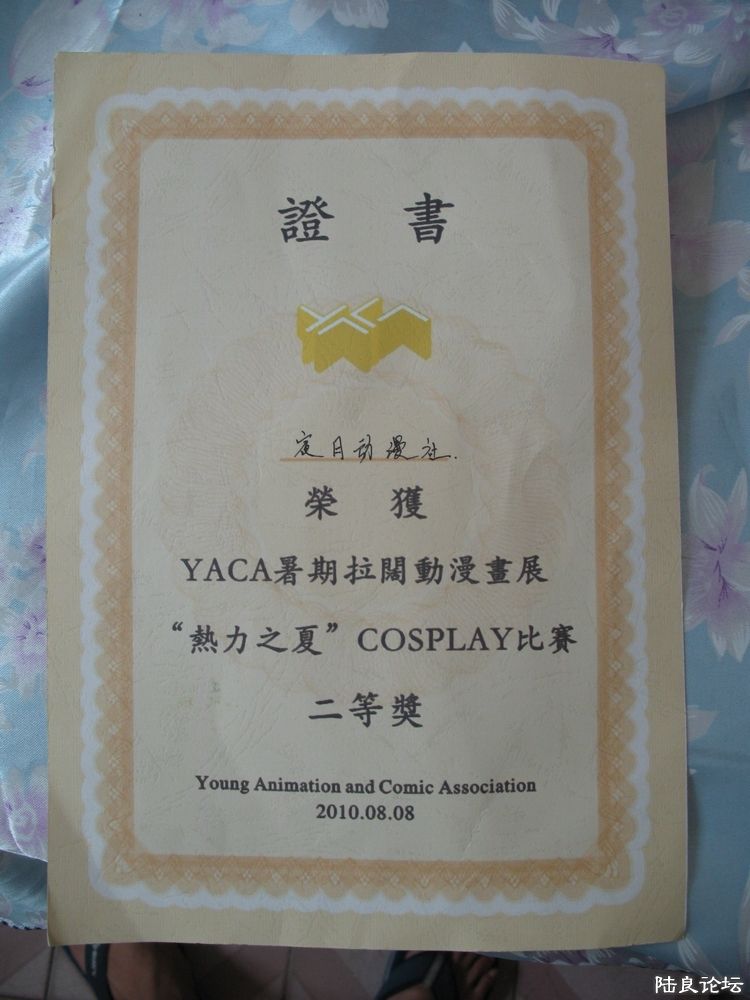 證 書
月动漫社.
榮 獲
YACA暑期拉闊動漫畫展
“熱力之夏”COSPLAY比賽
二等獎
Young Animation and Comic Association
2010.08.08
陆良论坛